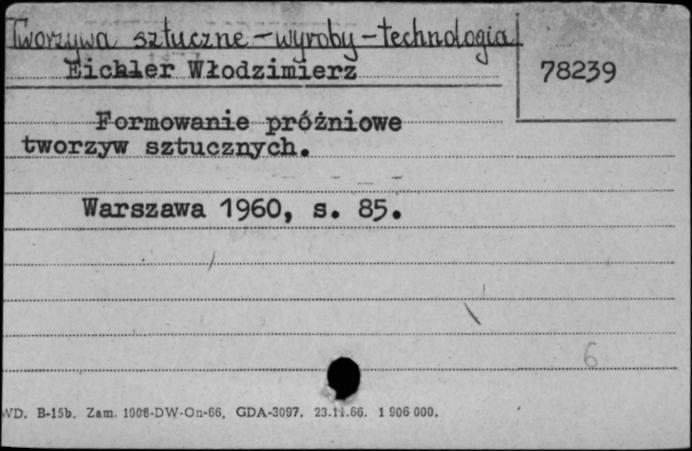 Tworzywa sztuczne - wyroby - technologia
Eichler Włodzimierz
78239
Formowanie próżniowe
tworzyw sztucznych.
Warszawa 1960, s. 85.
6
WD. B-15b. Zam. 1008-DW-On-66. GDA-3097. 23.11.66. 1 906 000.